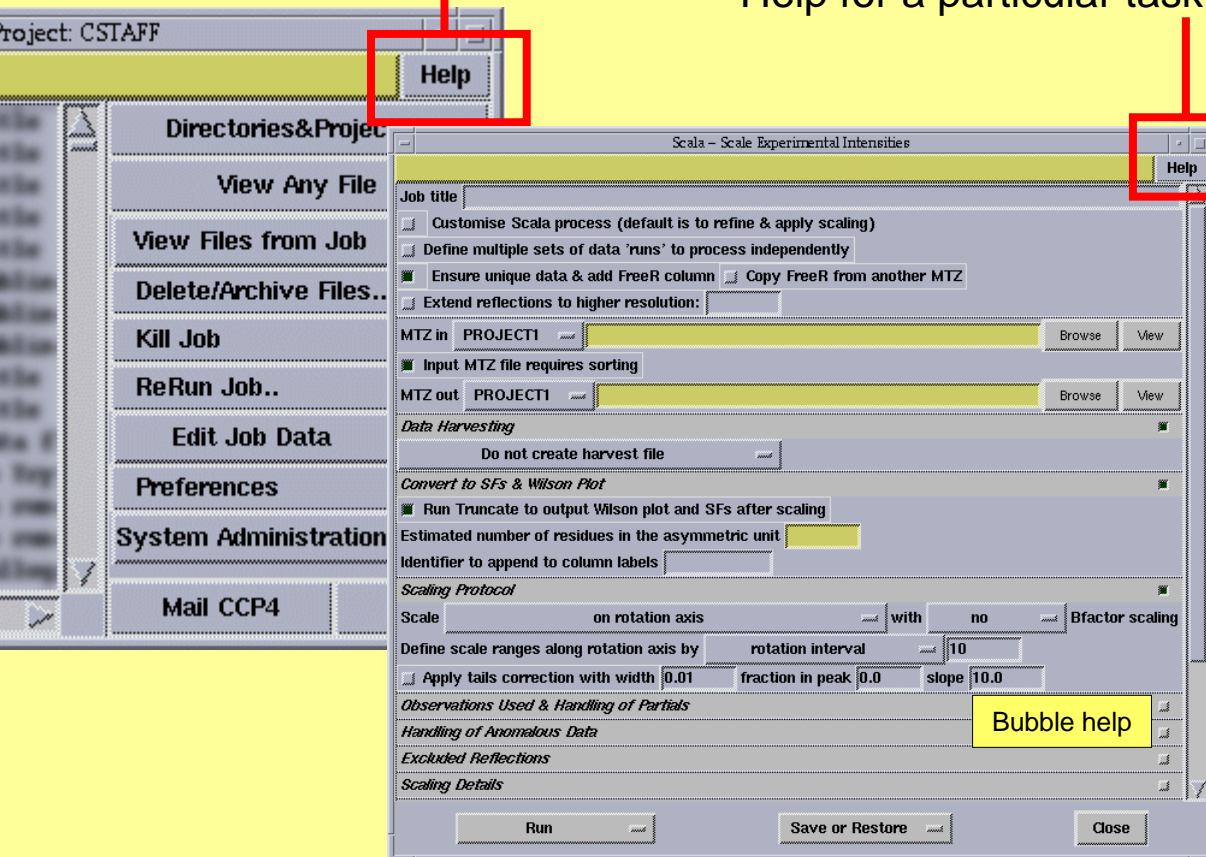 Help for a particular task
Project: CSTAFF
Help
Directories&Projec
View Any File
View Files from Job
Delete/Archive Files..
Kill Job
ReRun Job..
Edit Job Data
Preferences
System Administration
Mail CCP4
Scala – Scale Experimental Intensities
Help
Job title
Customise Scala process (default is to refine & apply scaling)
Define multiple sets of data 'runs' to process independently
Ensure unique data & add FreeR column Copy FreeR from another MTZ
Extend reflections to higher resolution:
MTZ in PROJECT1 Browse View
Input MTZ file requires sorting
MTZ out PROJECT1 Browse View
Data Harvesting
Do not create harvest file
Convert to SFs & Wilson Plot
Run Truncate to output Wilson plot and SFs after scaling
Estimated number of residues in the asymmetric unit
Identifier to append to column labels
Scaling Protocol
Scale on rotation axis with no Bfactor scaling
Define scale ranges along rotation axis by rotation interval 10
Apply tails correction with width 0.01 fraction in peak 0.0 slope 10.0
Observations Used & Handling of Partials
Bubble help
Handling of Anomalous Data
Excluded Reflections
Scaling Details
Run Save or Restore Close